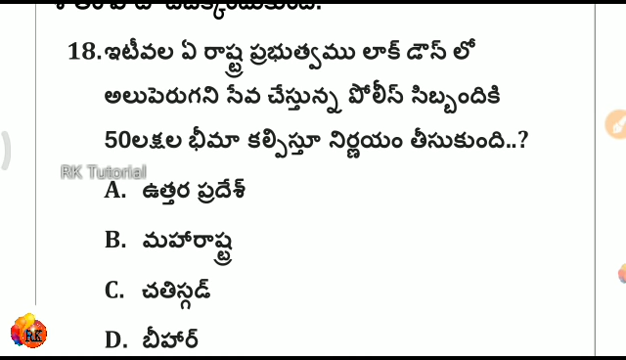 18.ఇటీవల ఏ రాష్ట్ర ప్రభుత్వము లాక్ డౌన్ లో
అలుపెరుగని సేవ చేస్తున్న పోలీస్ సిబ్బందికి
50లక్షల భీమా కల్పిస్తూ నిర్ణయం తీసుకుంది..?
RK Tutorial
A. ఉత్తర ప్రదేశ్
B. మహారాష్ట్ర
C. చతిస్గడ్
D. బీహార్
RK